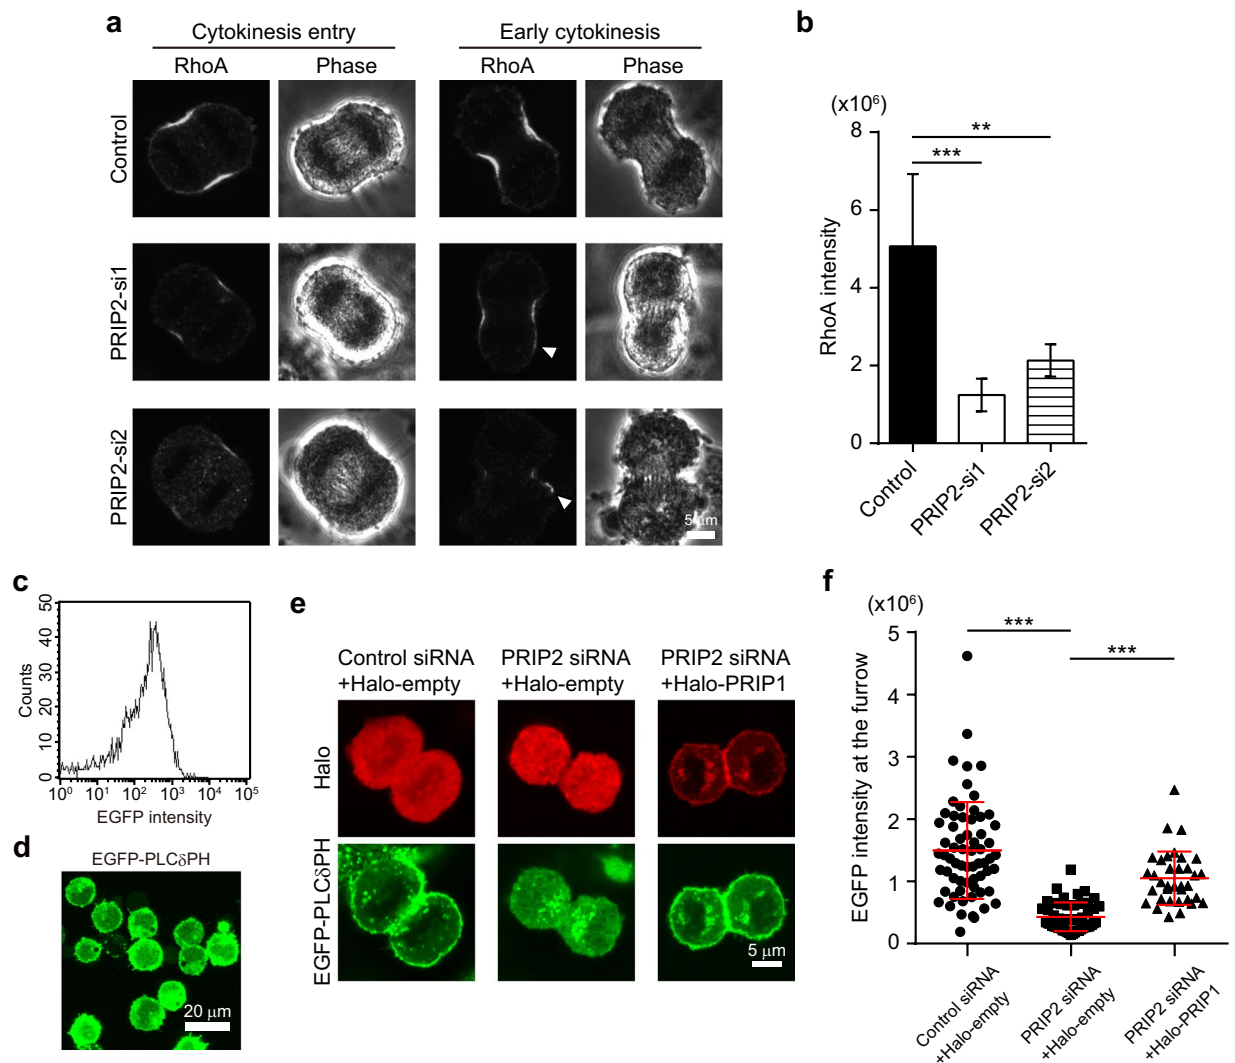 a
Cytokinesis entry
Early cytokinesis
RhoA
Phase
RhoA
Phase
Control
PRIP2-si1
PRIP2-si2
5 μm
b
(x10⁶)
RhoA intensity
8
6
4
2
0
**
***
Control
PRIP2-si1
PRIP2-si2
c
Counts
50
40
30
20
10
0
10⁰ 10¹ 10² 10³ 10⁴ 10⁵
EGFP intensity
d
EGFP-PLCδPH
20 μm
e
Control siRNA
+Halo-empty
PRIP2 siRNA
+Halo-empty
PRIP2 siRNA
+Halo-PRIP1
Halo
EGFP-PLCδPH
5 μm
f
(x10⁶)
EGFP intensity at the furrow
5
4
3
2
1
0
***
***
Control siRNA
+Halo-empty
PRIP2 siRNA
+Halo-empty
PRIP2 siRNA
+Halo-PRIP1